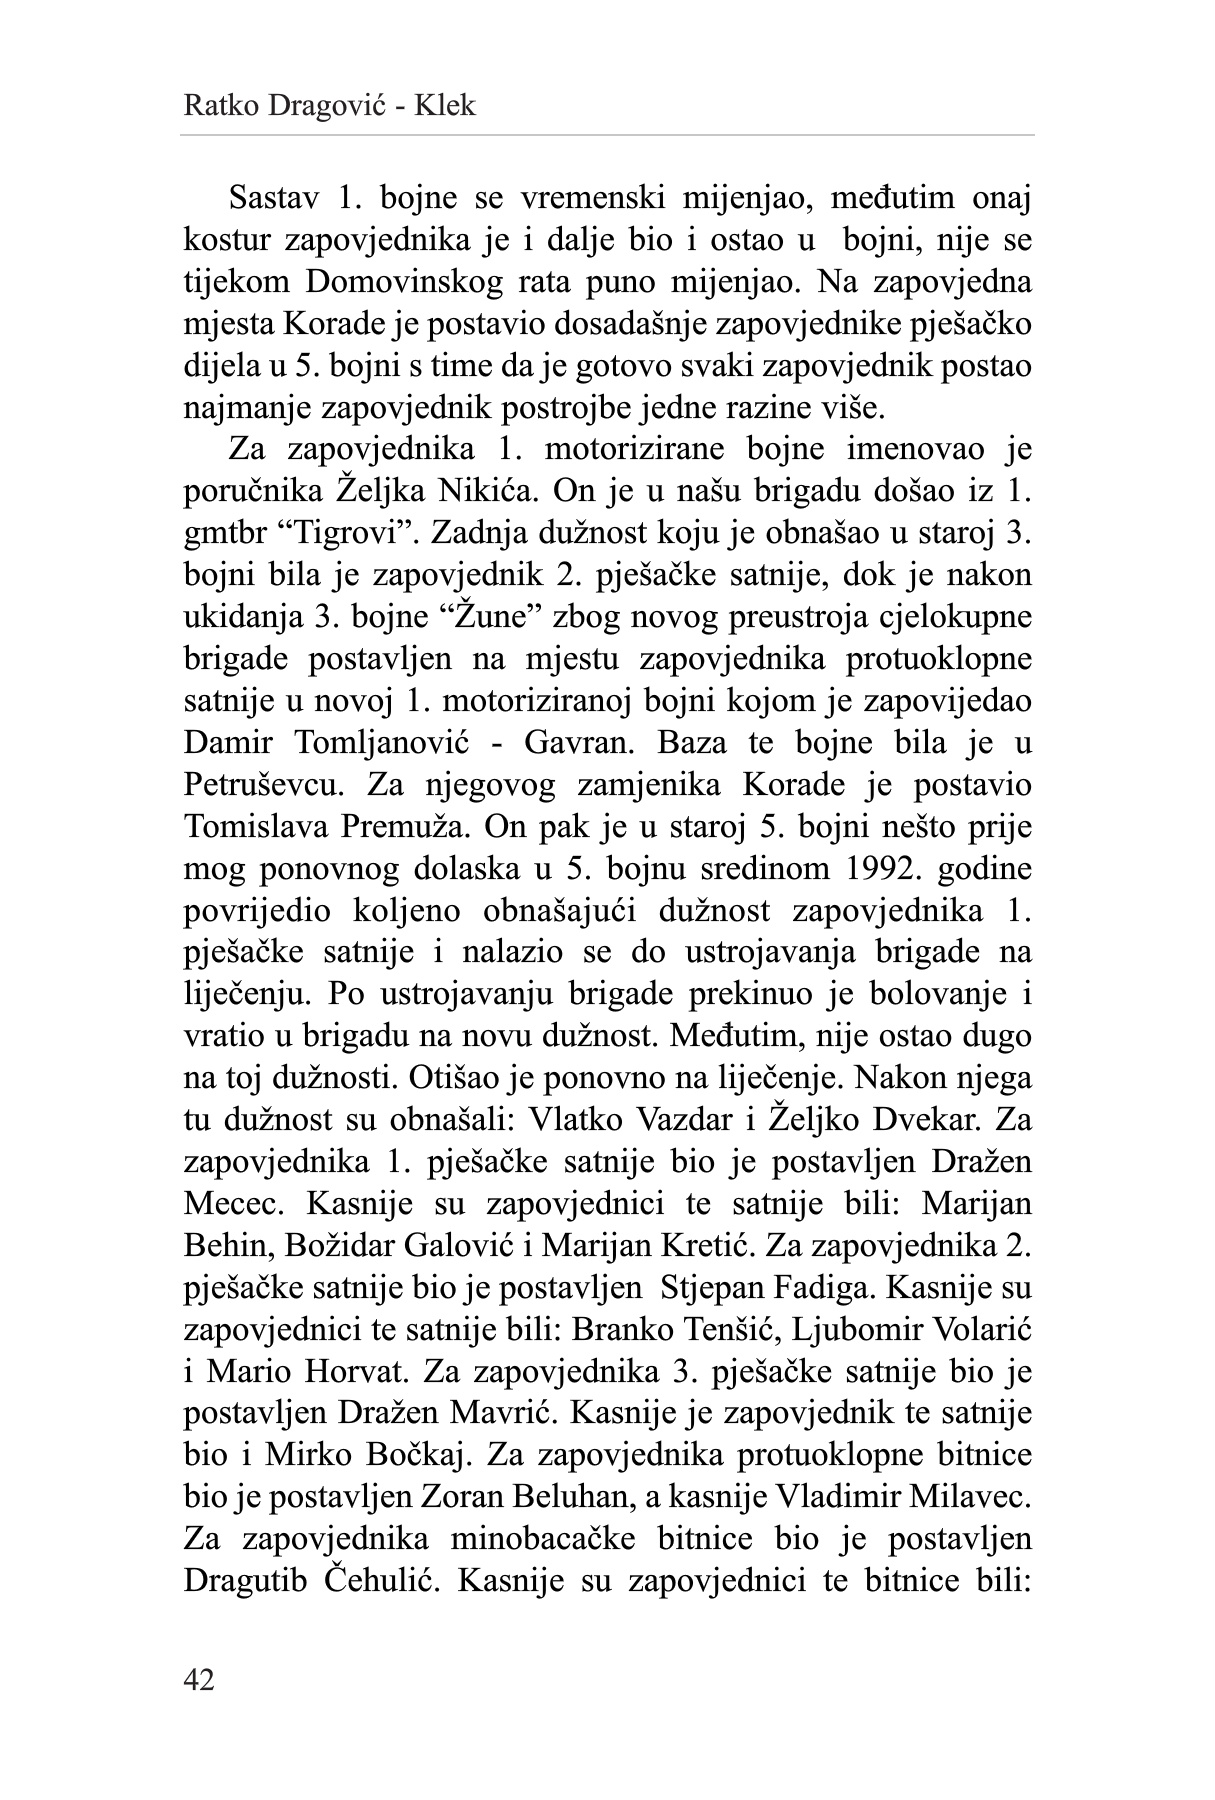 Ratko Dragović - Klek
Sastav 1. bojne se vremenski mijenjao, međutim onaj
kostur zapovjednika je i dalje bio i ostao u bojni, nije se
tijekom Domovinskog rata puno mijenjao. Na zapovjedna
mjesta Korade je postavio dosadašnje zapovjednike pješačko
dijela u 5. bojni s time da je gotovo svaki zapovjednik postao
najmanje zapovjednik postrojbe jedne razine više.
Za zapovjednika 1. motorizirane bojne imenovao je
poručnika Željka Nikića. On je u našu brigadu došao iz 1.
gmtbr “Tigrovi”. Zadnja dužnost koju je obnašao u staroj 3.
bojni bila je zapovjednik 2. pješačke satnije, dok je nakon
ukidanja 3. bojne “Žune” zbog novog preustroja cjelokupne
brigade postavljen na mjestu zapovjednika protuoklopne
satnije u novoj 1. motoriziranoj bojni kojom je zapovijedao
Damir Tomljanović - Gavran. Baza te bojne bila je u
Petruševcu. Za njegovog zamjenika Korade je postavio
Tomislava Premuža. On pak je u staroj 5. bojni nešto prije
mog ponovnog dolaska u 5. bojnu sredinom 1992. godine
povrijedio koljeno obnašajući dužnost zapovjednika 1.
pješačke satnije i nalazio se do ustrojavanja brigade na
liječenju. Po ustrojavanju brigade prekinuo je bolovanje i
vratio u brigadu na novu dužnost. Međutim, nije ostao dugo
na toj dužnosti. Otišao je ponovno na liječenje. Nakon njega
tu dužnost su obnašali: Vlatko Vazdar i Željko Dvekar. Za
zapovjednika 1. pješačke satnije bio je postavljen Dražen
Mecec. Kasnije su zapovjednici te satnije bili: Marijan
Behin, Božidar Galović i Marijan Kretić. Za zapovjednika 2.
pješačke satnije bio je postavljen Stjepan Fadiga. Kasnije su
zapovjednici te satnije bili: Branko Tenšić, Ljubomir Volarić
i Mario Horvat. Za zapovjednika 3. pješačke satnije bio je
postavljen Dražen Mavrić. Kasnije je zapovjednik te satnije
bio i Mirko Bočkaj. Za zapovjednika protuoklopne bitnice
bio je postavljen Zoran Beluhan, a kasnije Vladimir Milavec.
Za zapovjednika minobacačke bitnice bio je postavljen
Dragutib Čehulić. Kasnije su zapovjednici te bitnice bili:
42